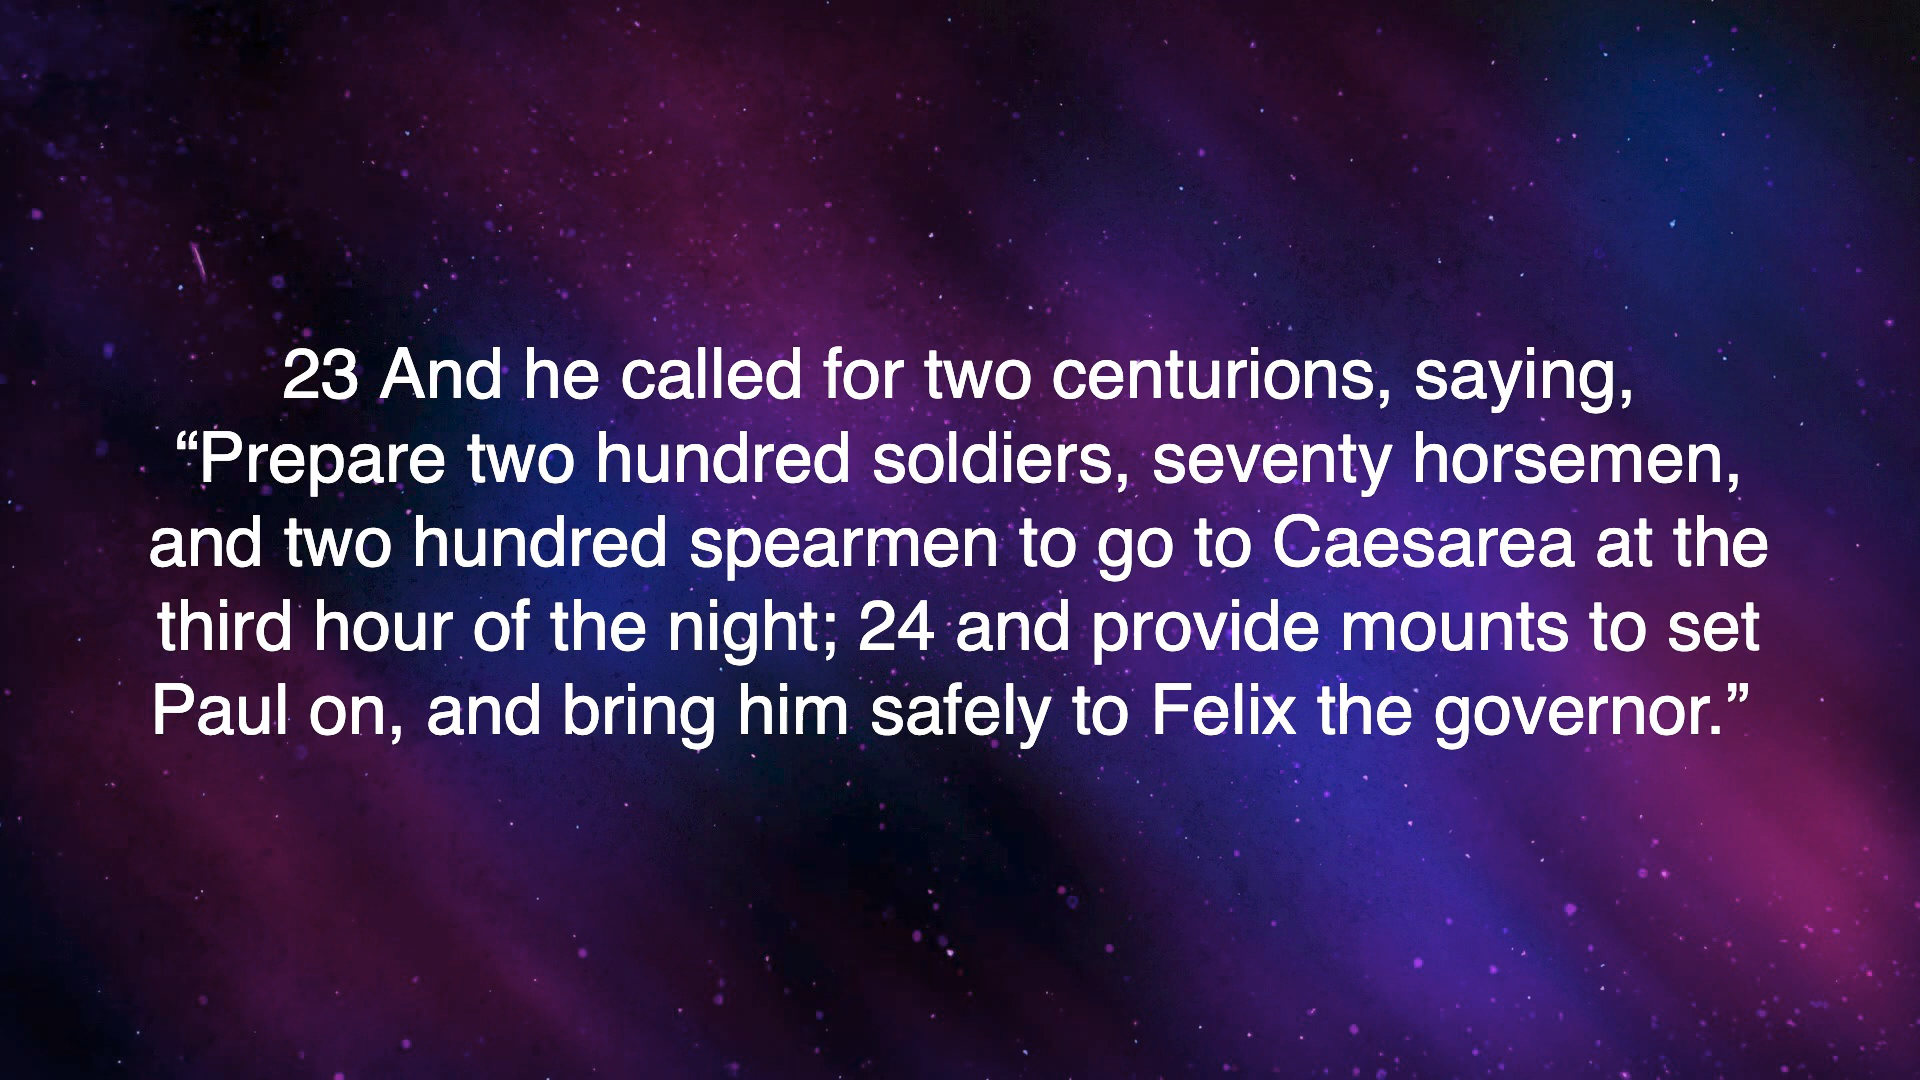 23 And he called for two centurions, saying,
“Prepare two hundred soldiers, seventy horsemen,
and two hundred spearmen to go to Caesarea at the
third hour of the night; 24 and provide mounts to set
Paul on, and bring him safely to Felix the governor.”